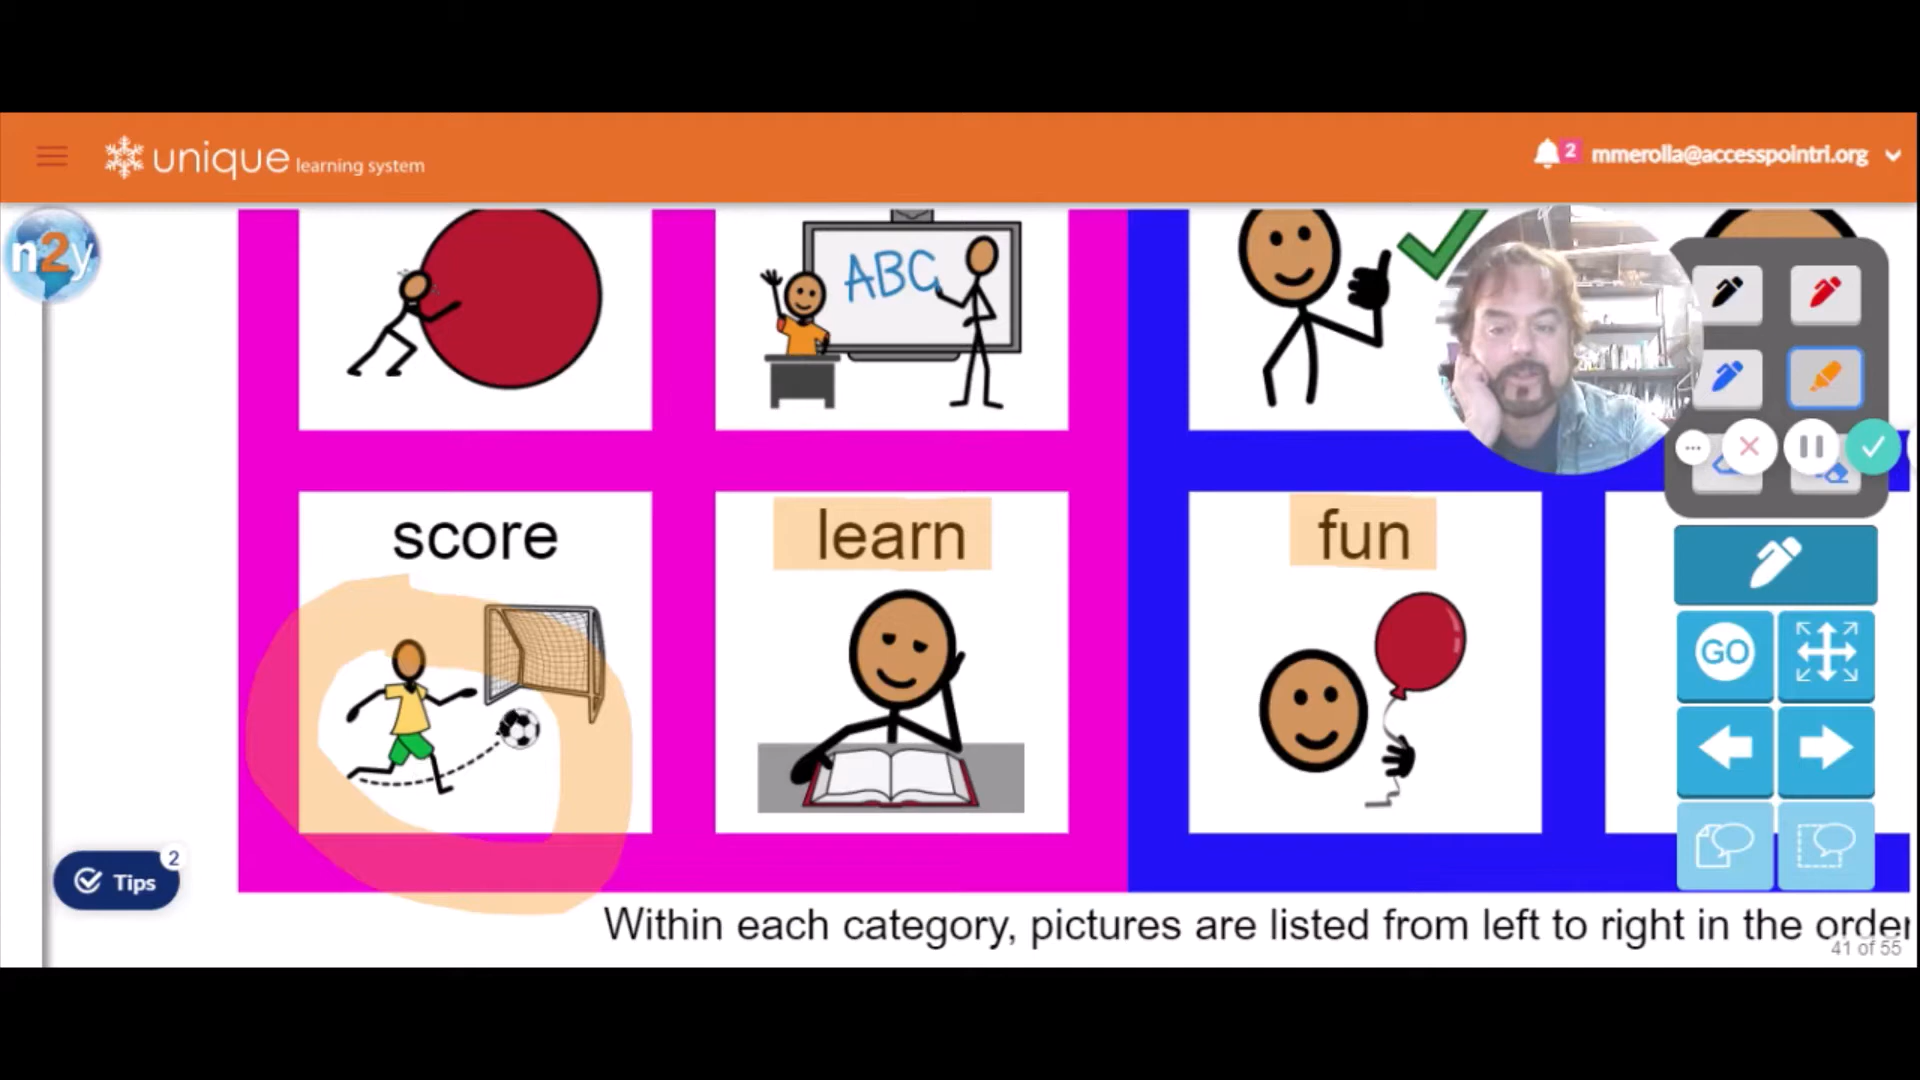 unique learning system
2
mmerolla@accesspointri.org
n2y
ABC
score
learn
fun
GO
2
Tips
Within each category, pictures are listed from left to right in the order
41 of 55